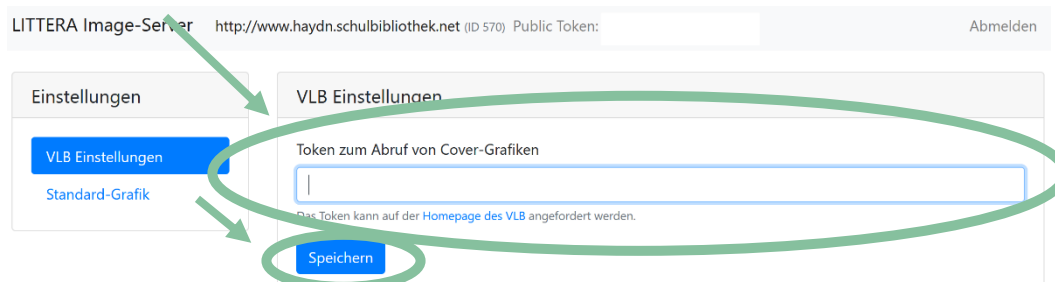 LITTERA Image-Server http://www.haydn.schulbibliothek.net (ID 570) Public Token: Abmelden
Einstellungen
VLB Einstellungen
Standard-Grafik
VLB Einstellungen
Token zum Abruf von Cover-Grafiken
Das Token kann auf der Homepage des VLB angefordert werden.
Speichern